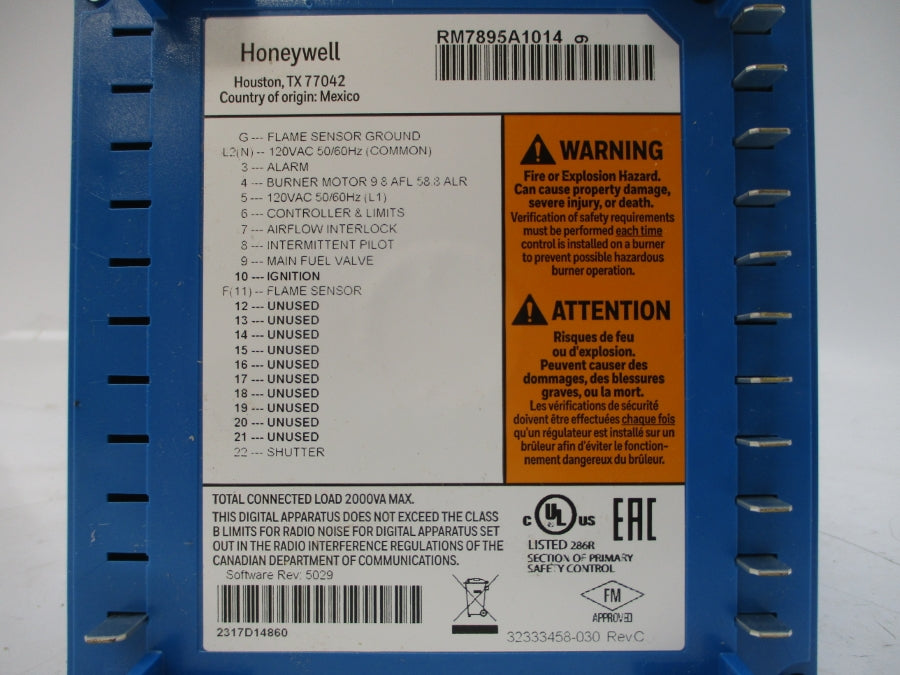 Honeywell
Houston, TX 77042
Country of origin: Mexico
RM7895A1014 g
G --- FLAME SENSOR GROUND
L2(N) -- 120VAC 50/60Hz (COMMON)
3 --- ALARM
4 --- BURNER MOTOR 9.8 AFL 58.8 ALR
5 --- 120VAC 50/60Hz (L1)
6 --- CONTROLLER & LIMITS
7 --- AIRFLOW INTERLOCK
8 --- INTERMITTENT PILOT
9 --- MAIN FUEL VALVE
10 --- IGNITION
F(11) -- FLAME SENSOR
12 --- UNUSED
13 --- UNUSED
14 --- UNUSED
15 --- UNUSED
16 --- UNUSED
17 --- UNUSED
18 --- UNUSED
19 --- UNUSED
20 --- UNUSED
21 --- UNUSED
22 --- SHUTTER
WARNING
Fire or Explosion Hazard.
Can cause property damage,
severe injury, or death.
Verification of safety requirements
must be performed each time
control is installed on a burner
to prevent possible hazardous
burner operation.
ATTENTION
Risques de feu
ou d'explosion.
Peuvent causer des
dommages, des blessures
graves, ou la mort.
Les vérifications de sécurité
doivent être effectuées chaque fois
qu'un régulateur est installé sur un
brûleur afin d'éviter le fonction-
nement dangereux du brûleur.
TOTAL CONNECTED LOAD 2000VA MAX.
THIS DIGITAL APPARATUS DOES NOT EXCEED THE CLASS
B LIMITS FOR RADIO NOISE FOR DIGITAL APPARATUS SET
OUT IN THE RADIO INTERFERENCE REGULATIONS OF THE
CANADIAN DEPARTMENT OF COMMUNICATIONS.
Software Rev: 5029
2317D14860
C UL US
LISTED 286R
SECTION OF PRIMARY
SAFETY CONTROL
EAC
FM
APPROVED
32333458-030 Rev C